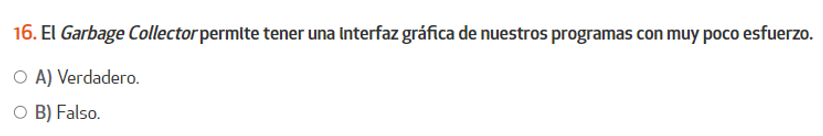 16. El Garbage Collector permite tener una interfaz gráfica de nuestros programas con muy poco esfuerzo.
A) Verdadero.
B) Falso.